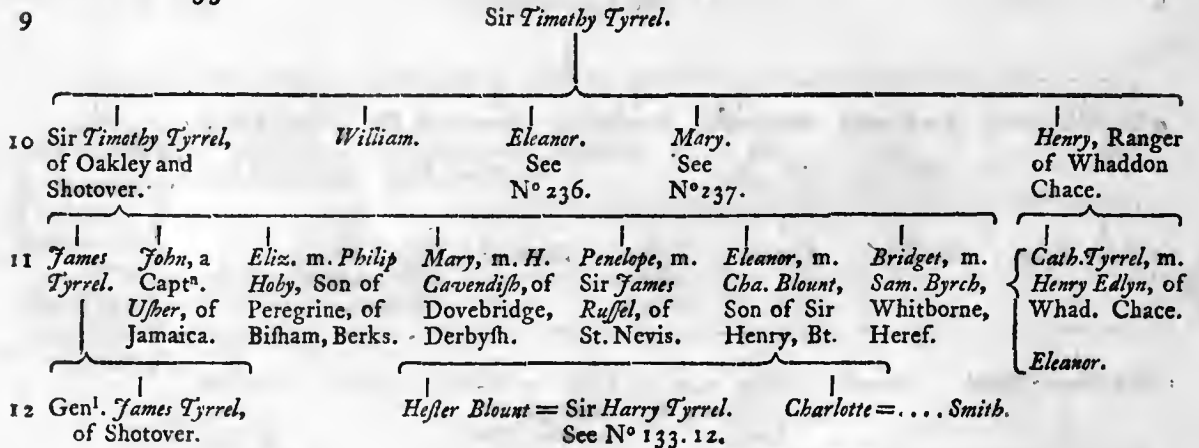 9 Sir Timothy Tyrrel.
10 Sir Timothy Tyrrel, William. Eleanor. Mary. Henry, Ranger
of Oakley and See See of Whaddon
Shotover. Nº 236. Nº 237. Chace.
11 James John, a Eliz. m. Philip Mary, m. H. Penelope, m. Eleanor, m. Bridget, m. Cath. Tyrrel, m.
Tyrrel. Captⁿ. Hoby, Son of Cavendiſh, of Sir James Cha. Blount, Sam. Byrch, Henry Edlyn, of
Uſher, of Peregrine, of Dovebridge, Ruſſel, of Son of Sir Whitborne, Whad. Chace.
Jamaica. Biſham, Berks. Derbyſh. St. Nevis. Henry, Bt. Heref.
Eleanor.
12 Genˡ. James Tyrrel, Heſter Blount = Sir Harry Tyrrel. Charlotte = .... Smith.
of Shotover. See Nº 133. 12.